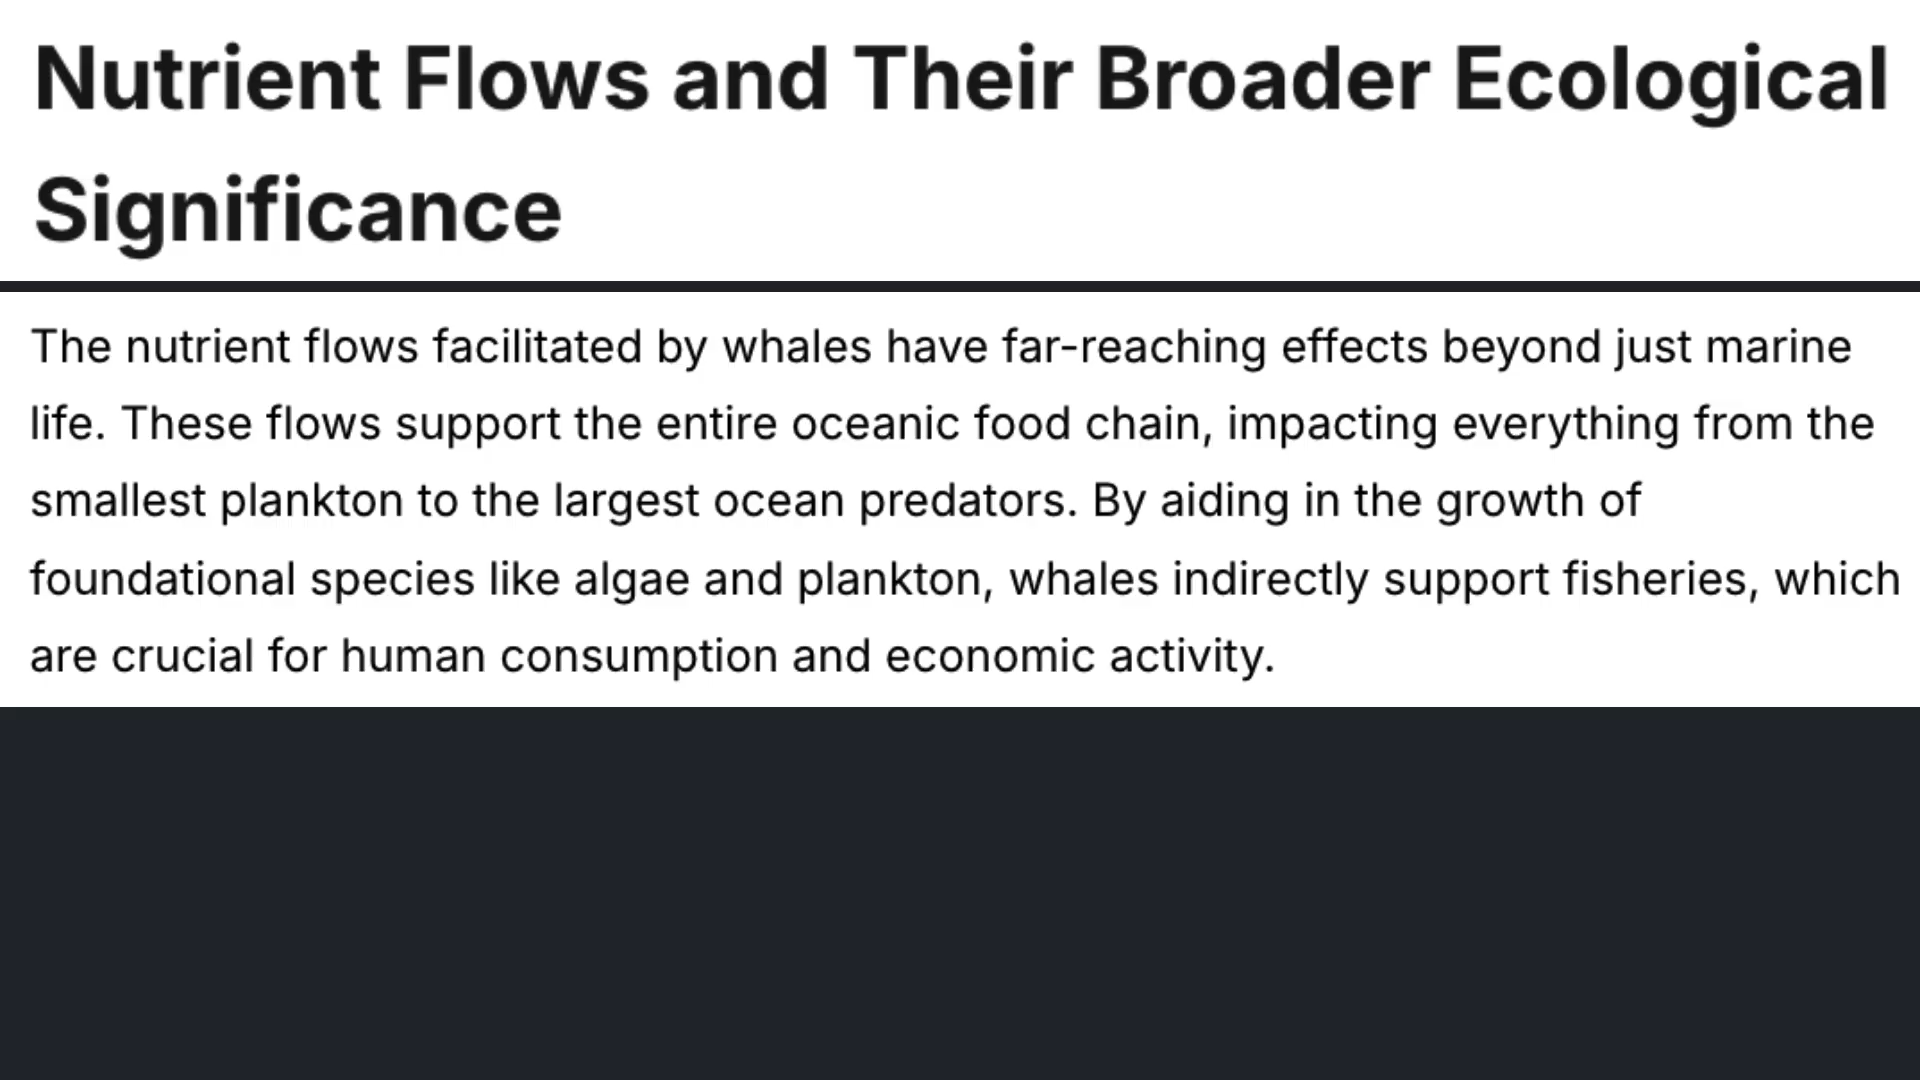 Nutrient Flows and Their Broader Ecological
Significance
The nutrient flows facilitated by whales have far-reaching effects beyond just marine
life. These flows support the entire oceanic food chain, impacting everything from the
smallest plankton to the largest ocean predators. By aiding in the growth of
foundational species like algae and plankton, whales indirectly support fisheries, which
are crucial for human consumption and economic activity.